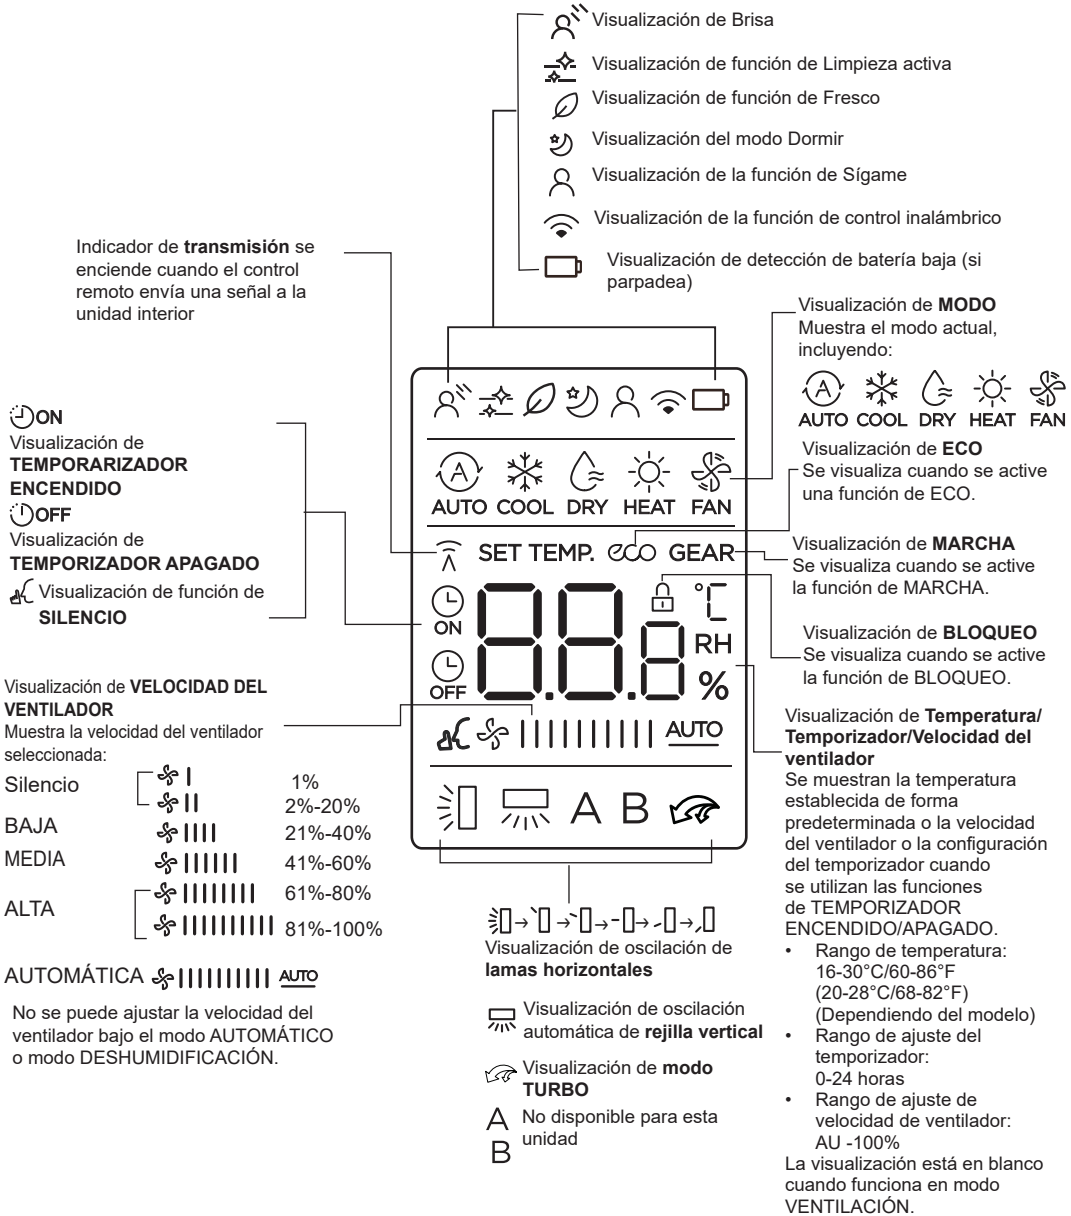 Visualización de Brisa
Visualización de función de Limpieza activa
Visualización de función de Fresco
Visualización del modo Dormir
Visualización de la función de Sígame
Visualización de la función de control inalámbrico
Visualización de detección de batería baja (si
parpadea)
Indicador de transmisión se
enciende cuando el control
remoto envía una señal a la
unidad interior
Visualización de MODO
Muestra el modo actual,
incluyendo:
AUTO COOL DRY HEAT FAN
Visualización de ECO
Se visualiza cuando se active
una función de ECO.
Visualización de MARCHA
Se visualiza cuando se active
la función de MARCHA.
Visualización de BLOQUEO
Se visualiza cuando se active
la función de BLOQUEO.
ON
Visualización de
TEMPORARIZADOR
ENCENDIDO
OFF
Visualización de
TEMPORIZADOR APAGADO
Visualización de función de
SILENCIO
A
AUTO COOL DRY HEAT FAN
SET TEMP. eco GEAR
ON
OFF
88.8
°C
RH
%
AUTO
A B
Visualización de VELOCIDAD DEL
VENTILADOR
Muestra la velocidad del ventilador
seleccionada:
Silencio 1%
2%-20%
BAJA 21%-40%
MEDIA 41%-60%
ALTA 61%-80%
81%-100%
AUTOMÁTICA AUTO
No se puede ajustar la velocidad del
ventilador bajo el modo AUTOMÁTICO
o modo DESHUMIDIFICACIÓN.
Visualización de oscilación de
lamas horizontales
Visualización de oscilación
automática de rejilla vertical
Visualización de modo
TURBO
A No disponible para esta
B unidad
Visualización de Temperatura/
Temporizador/Velocidad del
ventilador
Se muestran la temperatura
establecida de forma
predeterminada o la velocidad
del ventilador o la configuración
del temporizador cuando
se utilizan las funciones
de TEMPORIZADOR
ENCENDIDO/APAGADO.
• Rango de temperatura:
16-30°C/60-86°F
(20-28°C/68-82°F)
(Dependiendo del modelo)
• Rango de ajuste del
temporizador:
0-24 horas
• Rango de ajuste de
velocidad de ventilador:
AU -100%
La visualización está en blanco
cuando funciona en modo
VENTILACIÓN.